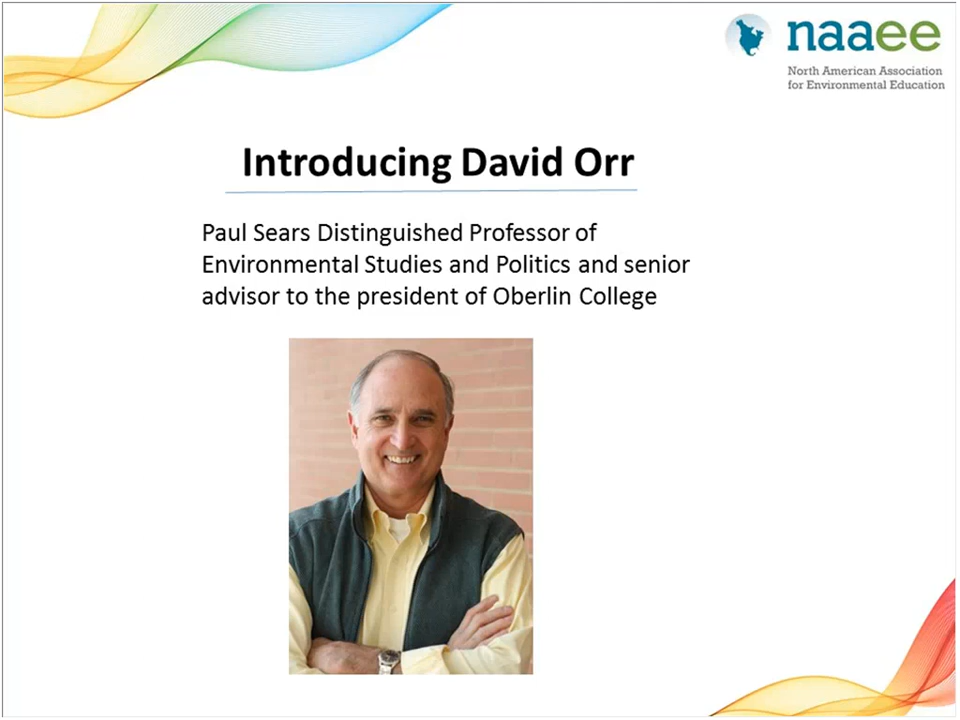 naaee
North American Association
for Environmental Education
Introducing David Orr
Paul Sears Distinguished Professor of
Environmental Studies and Politics and senior
advisor to the president of Oberlin College